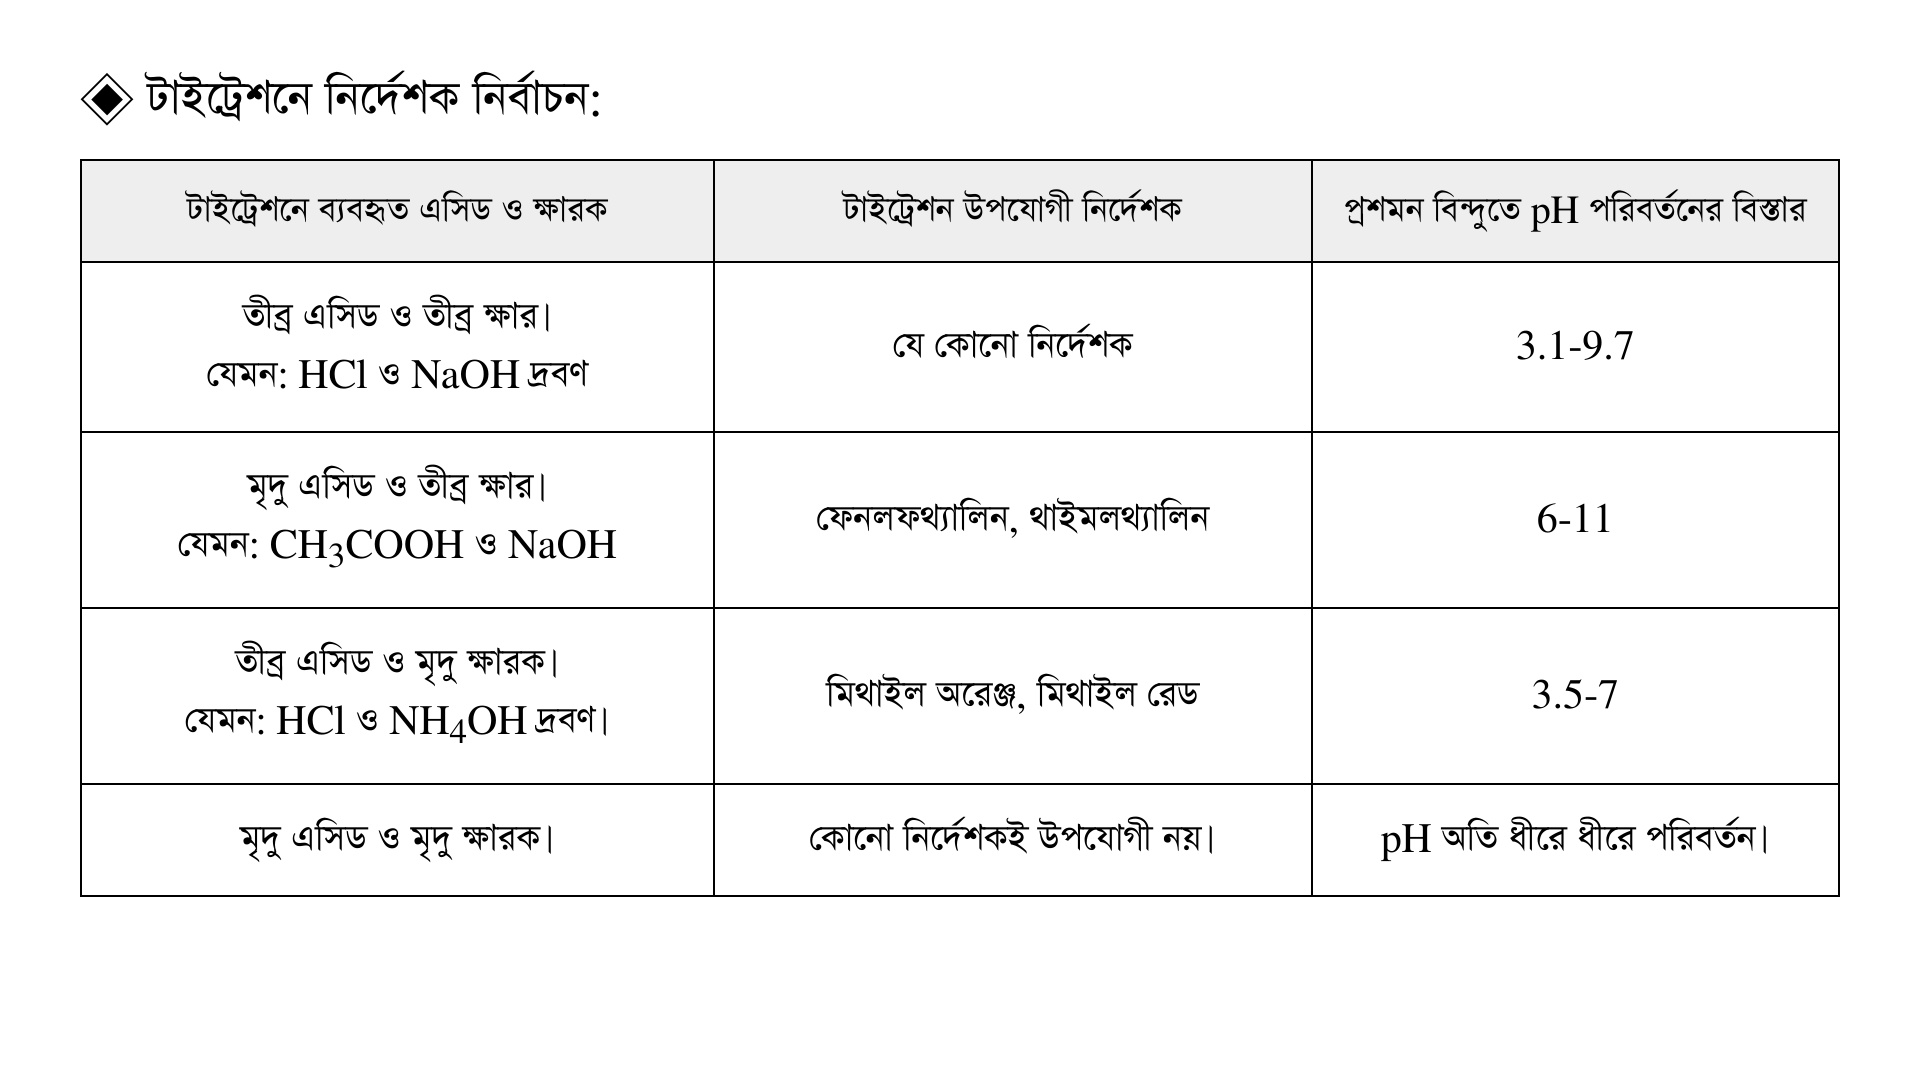 ◈ টাইট্রেশনে নির্দেশক নির্বাচন:
টাইট্রেশনে ব্যবহৃত এসিড ও ক্ষারক
টাইট্রেশন উপযোগী নির্দেশক
প্রশমন বিন্দুতে pH পরিবর্তনের বিস্তার
তীব্র এসিড ও তীব্র ক্ষার।
যেমন: HCl ও NaOH দ্রবণ
যে কোনো নির্দেশক
3.1-9.7
মৃদু এসিড ও তীব্র ক্ষার।
যেমন: CH₃COOH ও NaOH
ফেনলফথ্যালিন, থাইমলথ্যালিন
6-11
তীব্র এসিড ও মৃদু ক্ষারক।
যেমন: HCl ও NH₄OH দ্রবণ।
মিথাইল অরেঞ্জ, মিথাইল রেড
3.5-7
মৃদু এসিড ও মৃদু ক্ষারক।
কোনো নির্দেশকই উপযোগী নয়।
pH অতি ধীরে ধীরে পরিবর্তন।